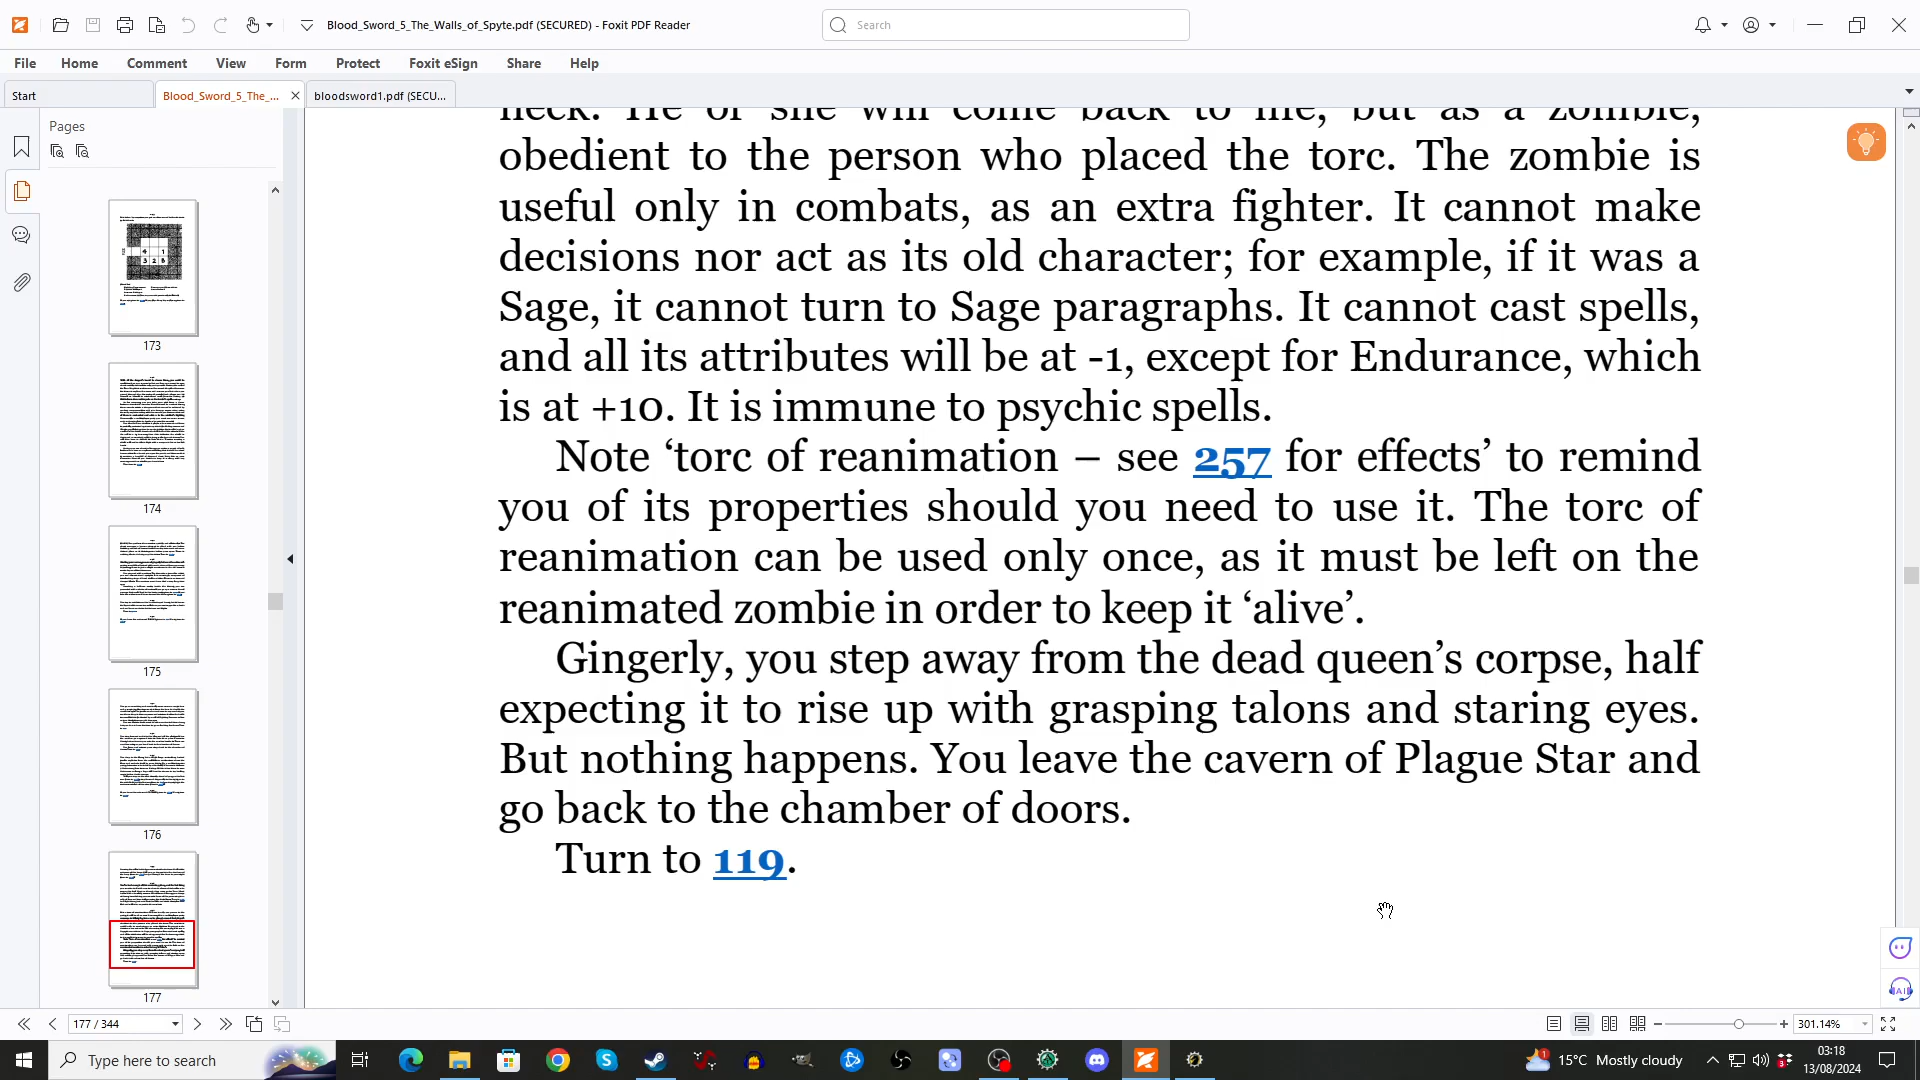 Blood_Sword_5_The_Walls_of_Spyte.pdf (SECURED) - Foxit PDF Reader
Search
File Home Comment View Form Protect Foxit eSign Share Help
Start Blood_Sword_5_The_... bloodsword1.pdf (SECU...
Pages
173
174
175
176
177
neck. He or she will come back to life, but as a zombie,
obedient to the person who placed the torc. The zombie is
useful only in combats, as an extra fighter. It cannot make
decisions nor act as its old character; for example, if it was a
Sage, it cannot turn to Sage paragraphs. It cannot cast spells,
and all its attributes will be at -1, except for Endurance, which
is at +10. It is immune to psychic spells.
Note ‘torc of reanimation – see 257 for effects’ to remind
you of its properties should you need to use it. The torc of
reanimation can be used only once, as it must be left on the
reanimated zombie in order to keep it ‘alive’.
Gingerly, you step away from the dead queen’s corpse, half
expecting it to rise up with grasping talons and staring eyes.
But nothing happens. You leave the cavern of Plague Star and
go back to the chamber of doors.
Turn to 119.
177 / 344
301.14%
Type here to search
15°C Mostly cloudy
03:18
13/08/2024